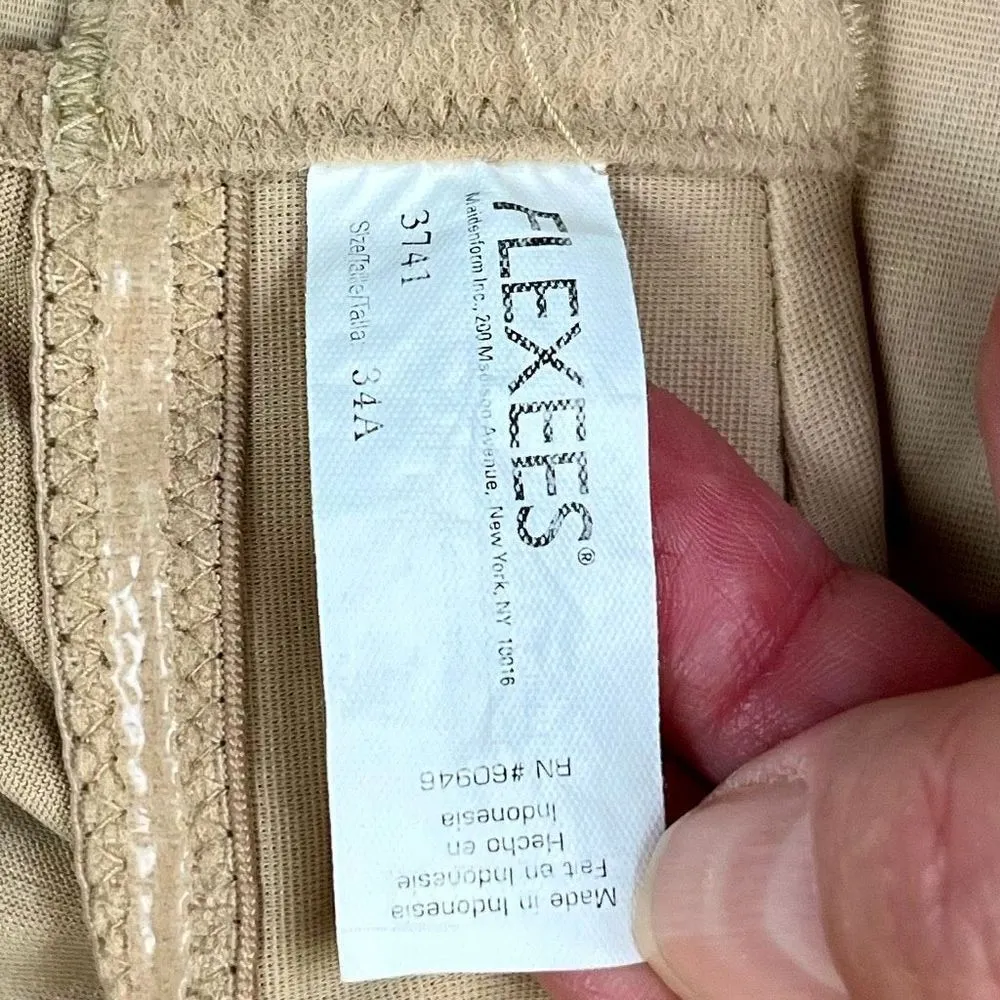 FLEXEES®
Maidenform Inc., 200 Madison Avenue, New York, NY 10016
3741
Size/Taille/Talla 34A
Made in Indonesia
Fait en Indonesie
Hecho en
Indonesia
RN #60946